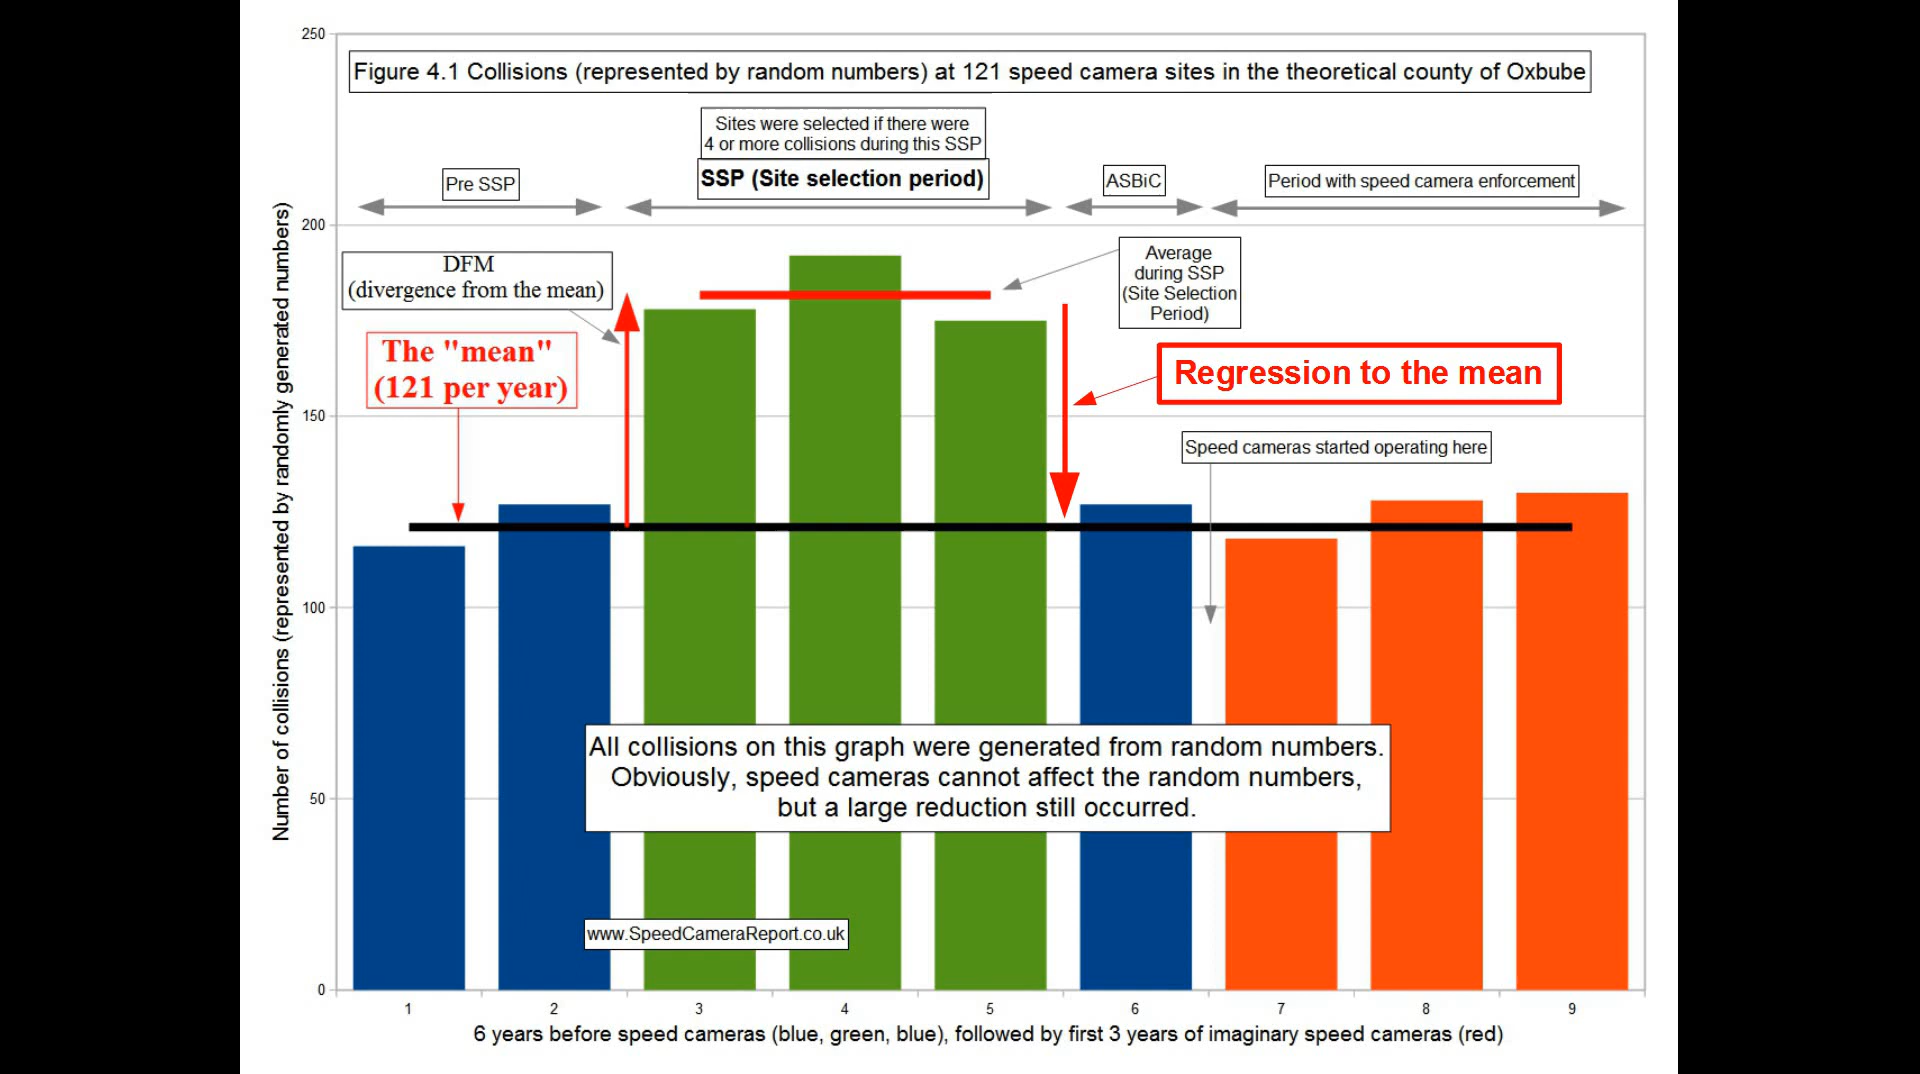 250
Figure 4.1 Collisions (represented by random numbers) at 121 speed camera sites in the theoretical county of Oxbube
Sites were selected if there were
4 or more collisions during this SSP
SSP (Site selection period)
Pre SSP
ASBiC
Period with speed camera enforcement
200
DFM
(divergence from the mean)
Average
during SSP
(Site Selection
Period)
The "mean"
(121 per year)
Regression to the mean
150
Speed cameras started operating here
100
Number of collisions (represented by randomly generated numbers)
All collisions on this graph were generated from random numbers.
Obviously, speed cameras cannot affect the random numbers,
but a large reduction still occurred.
50
www.SpeedCameraReport.co.uk
0
1 2 3 4 5 6 7 8 9
6 years before speed cameras (blue, green, blue), followed by first 3 years of imaginary speed cameras (red)